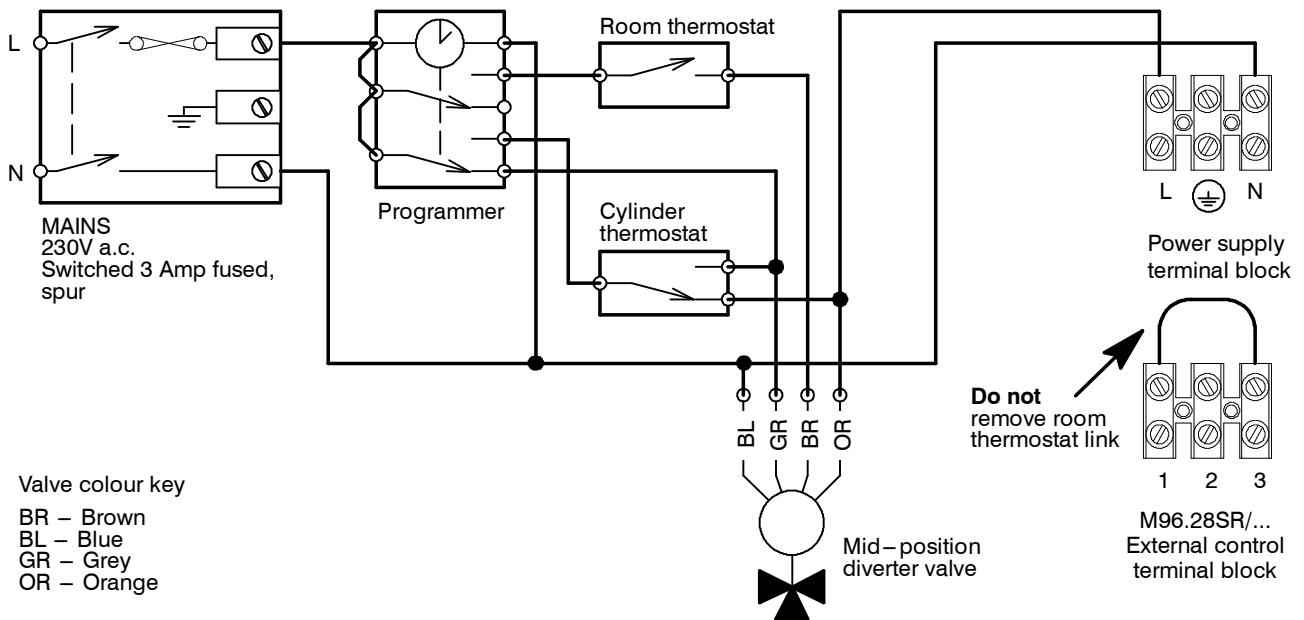 L
N
MAINS
230V a.c.
Switched 3 Amp fused,
spur
Programmer
Room thermostat
Cylinder
thermostat
L
N
Power supply
terminal block
Do not
remove room
thermostat link
1 2 3
M96.28SR/...
External control
terminal block
BL
GR
BR
OR
Mid–position
diverter valve
Valve colour key
BR – Brown
BL – Blue
GR – Grey
OR – Orange